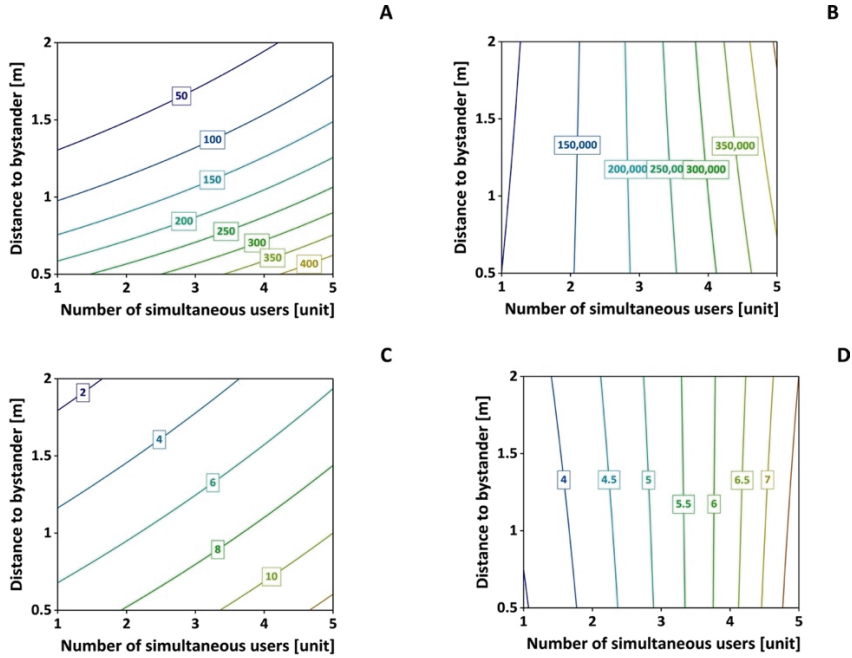 A
2
1.5
1
0.5
50
100
150
200
250
300
350
400
1 2 3 4 5
Number of simultaneous users [unit]
Distance to bystander [m]
B
2
1.5
1
0.5
150,000
200,000
250,000
300,000
350,000
1 2 3 4 5
Number of simultaneous users [unit]
Distance to bystander [m]
C
2
1.5
1
0.5
2
4
6
8
10
1 2 3 4 5
Number of simultaneous users [unit]
Distance to bystander [m]
D
2
1.5
1
0.5
4 4.5 5 5.5 6 6.5 7
1 2 3 4 5
Number of simultaneous users [unit]
Distance to bystander [m]